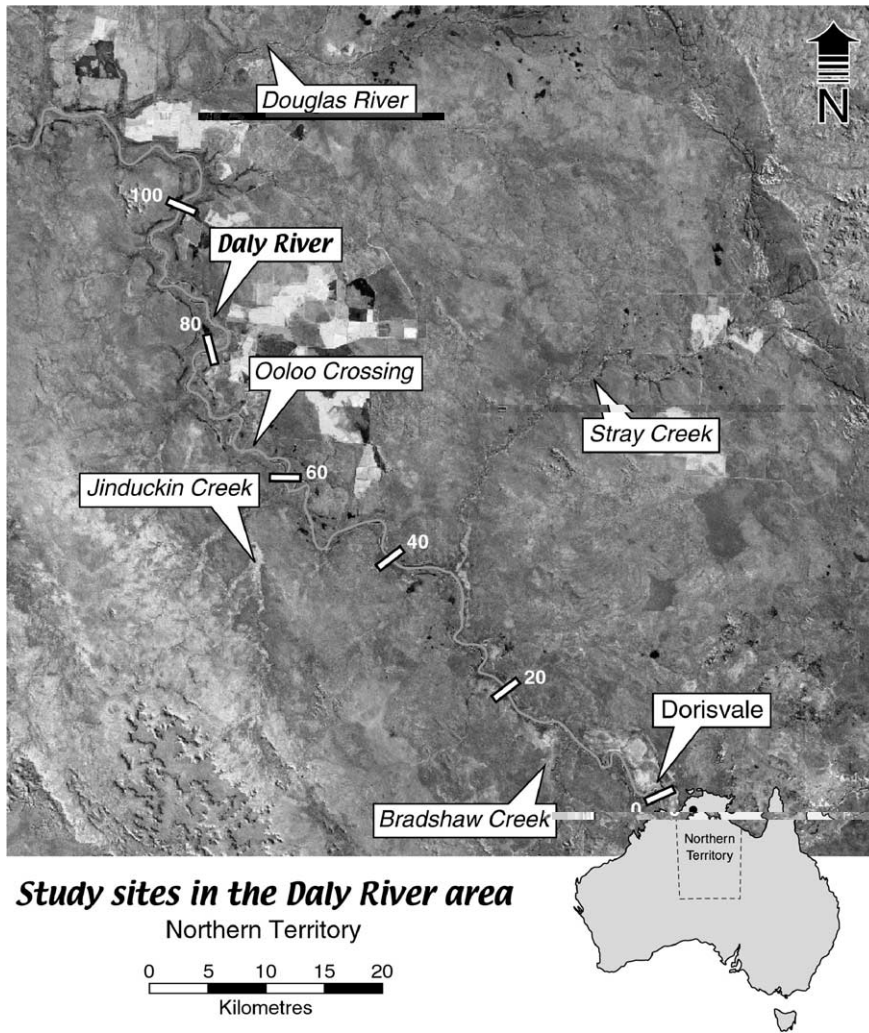 N
Douglas River
100
Daly River
80
Ooloo Crossing
Stray Creek
Jinduckin Creek
60
40
20
Dorisvale
0
Bradshaw Creek
Northern
Territory
Study sites in the Daly River area
Northern Territory
0 5 10 15 20
Kilometres